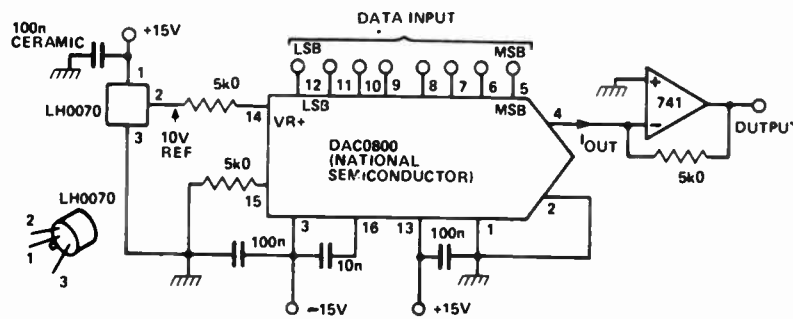 DATA INPUT
100n
CERAMIC
+15V
LSB
MSB
1
5k0
12
11
10
9
8
7
6
5
LH0070
2
14
LSB
MSB
4
+
741
−
3
10V
REF
VR+
DAC0800
(NATIONAL
SEMICONDUCTOR)
IOUT
DUTPUT
5k0
5k0
15
2
LH0070
2
1
3
100n
3
10n
16
13
100n
1
−15V
+15V